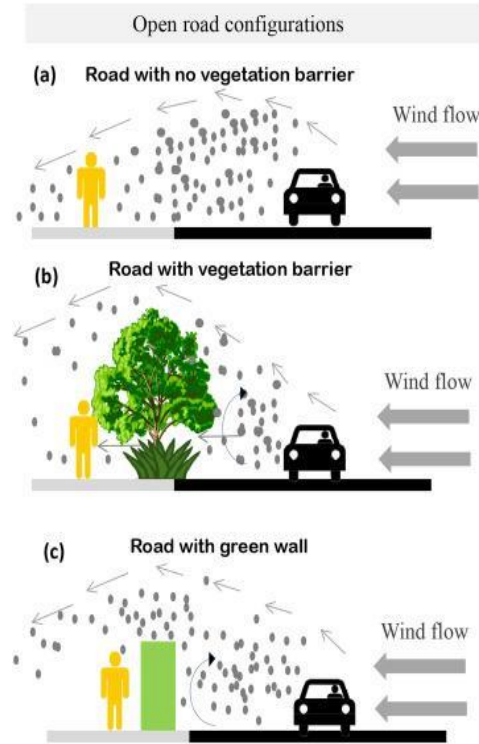 Open road configurations
(a)
Road with no vegetation barrier
Wind flow
(b)
Road with vegetation barrier
Wind flow
(c)
Road with green wall
Wind flow